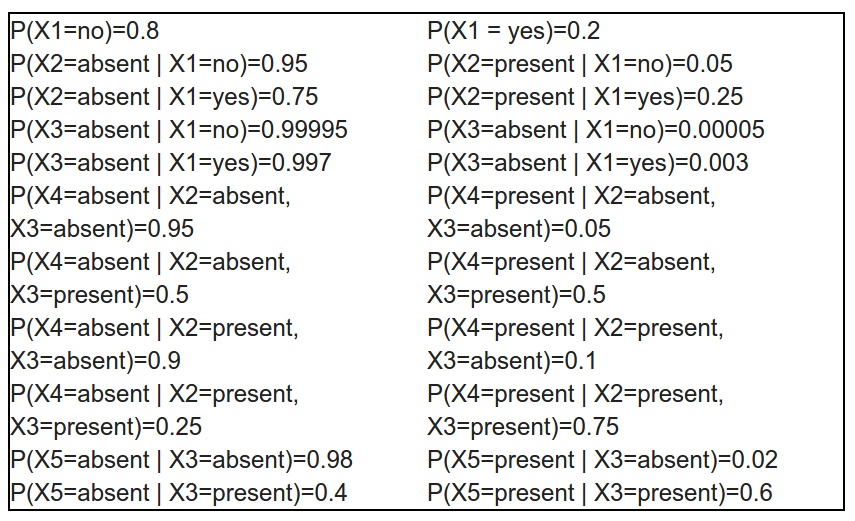 P(X1=no)=0.8 P(X1 = yes)=0.2
P(X2=absent | X1=no)=0.95 P(X2=present | X1=no)=0.05
P(X2=absent | X1=yes)=0.75 P(X2=present | X1=yes)=0.25
P(X3=absent | X1=no)=0.99995 P(X3=absent | X1=no)=0.00005
P(X3=absent | X1=yes)=0.997 P(X3=absent | X1=yes)=0.003
P(X4=absent | X2=absent, P(X4=present | X2=absent,
X3=absent)=0.95 X3=absent)=0.05
P(X4=absent | X2=absent, P(X4=present | X2=absent,
X3=present)=0.5 X3=present)=0.5
P(X4=absent | X2=present, P(X4=present | X2=present,
X3=absent)=0.9 X3=absent)=0.1
P(X4=absent | X2=present, P(X4=present | X2=present,
X3=present)=0.25 X3=present)=0.75
P(X5=absent | X3=absent)=0.98 P(X5=present | X3=absent)=0.02
P(X5=absent | X3=present)=0.4 P(X5=present | X3=present)=0.6